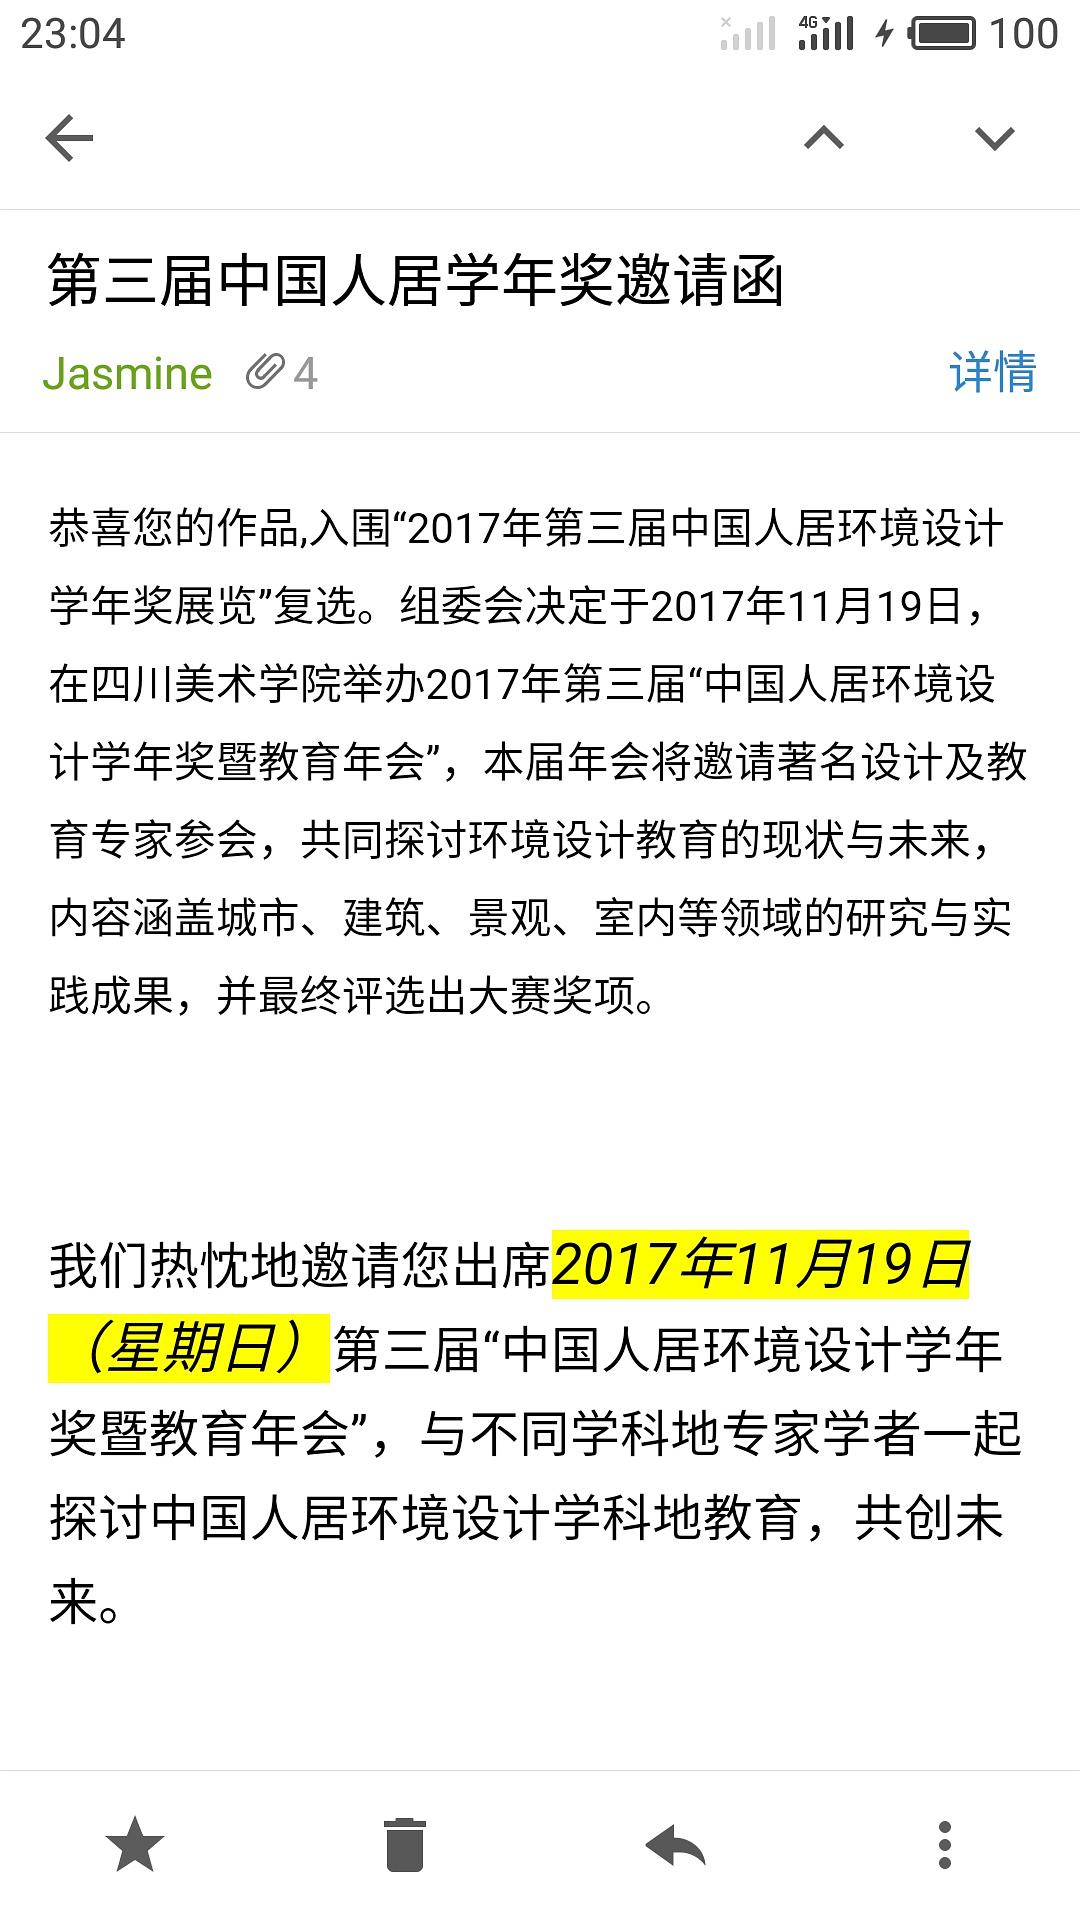 23:04 4G 100
第三届中国人居学年奖邀请函
Jasmine 4 详情
恭喜您的作品,入围“2017年第三届中国人居环境设计
学年奖展览”复选。组委会决定于2017年11月19日，
在四川美术学院举办2017年第三届“中国人居环境设
计学年奖暨教育年会”，本届年会将邀请著名设计及教
育专家参会，共同探讨环境设计教育的现状与未来，
内容涵盖城市、建筑、景观、室内等领域的研究与实
践成果，并最终评选出大赛奖项。
我们热忱地邀请您出席2017年11月19日
（星期日）第三届“中国人居环境设计学年
奖暨教育年会”，与不同学科地专家学者一起
探讨中国人居环境设计学科地教育，共创未
来。